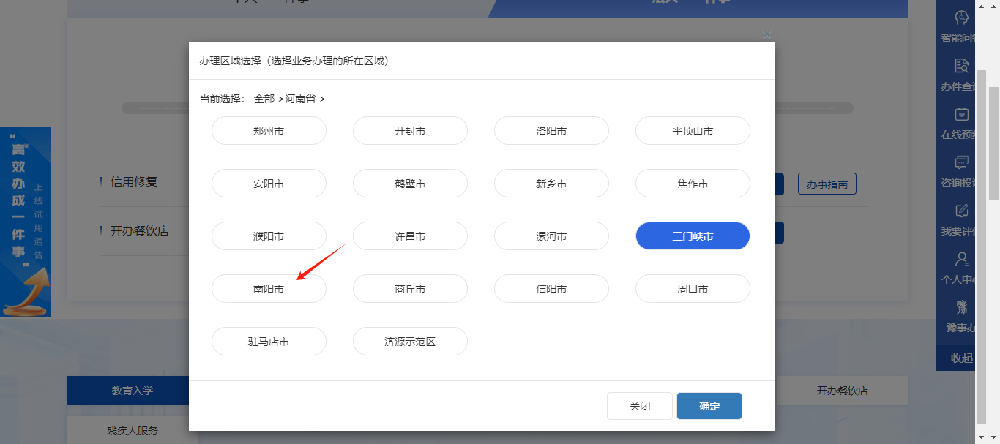 办理区域选择（选择业务办理的所在区域）
当前选择： 全部 >河南省 >
郑州市 开封市 洛阳市 平顶山市
安阳市 鹤壁市 新乡市 焦作市
濮阳市 许昌市 漯河市 三门峡市
南阳市 商丘市 信阳市 周口市
驻马店市 济源示范区
关闭 确定
“高效办成一件事”
上线试用通告
信用修复
办事指南
开办餐饮店
教育入学
开办餐饮店
残疾人服务
智能问
办件查
在线预
咨询投
我要评
个人中
豫事办
收起